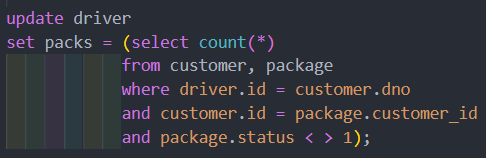 update driver
set packs = (select count(*)
from customer, package
where driver.id = customer.dno
and customer.id = package.customer_id
and package.status < > 1);